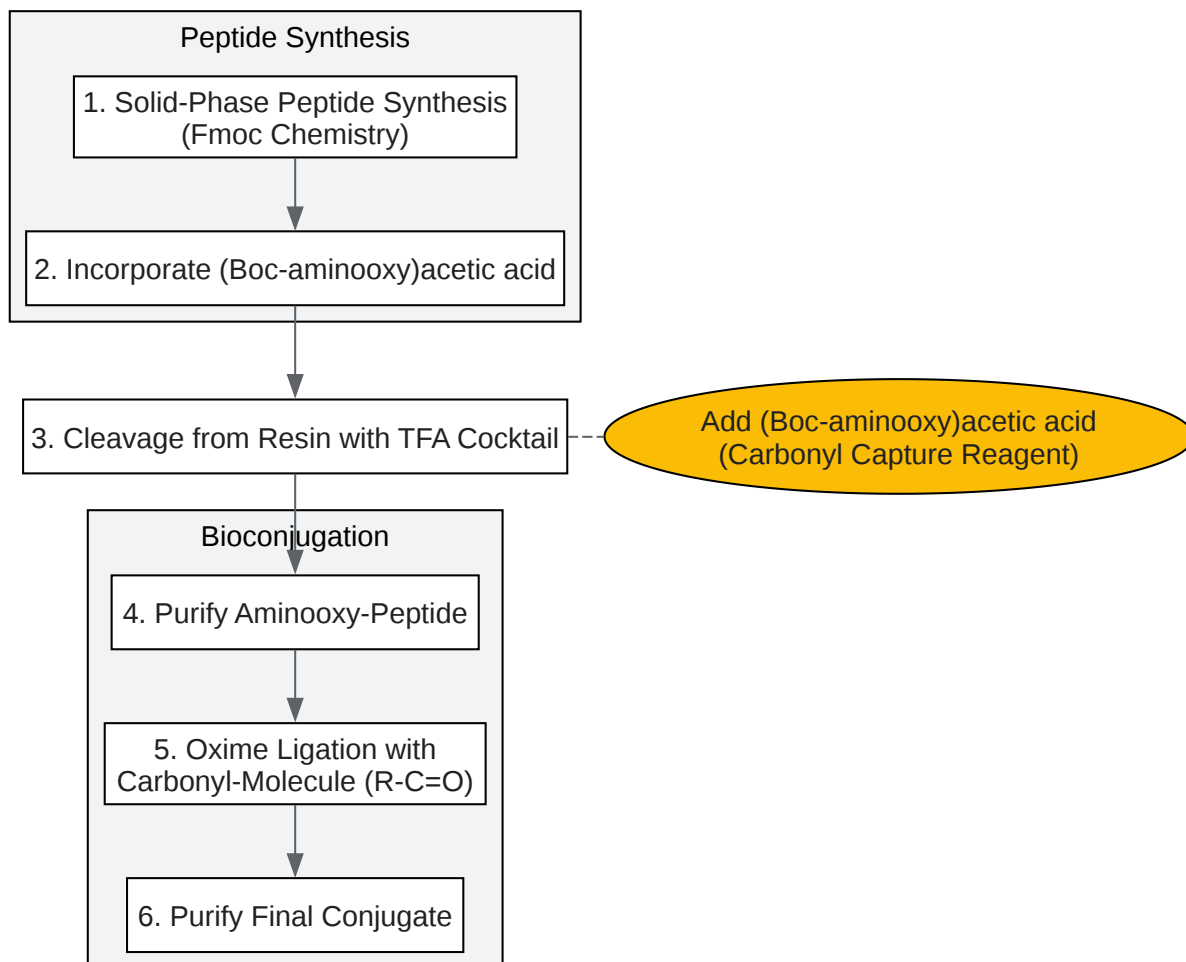 Peptide Synthesis
1. Solid-Phase Peptide Synthesis
(Fmoc Chemistry)
2. Incorporate (Boc-aminooxy)acetic acid
3. Cleavage from Resin with TFA Cocktail
Add (Boc-aminooxy)acetic acid
(Carbonyl Capture Reagent)
Bioconjugation
4. Purify Aminooxy-Peptide
5. Oxime Ligation with
Carbonyl-Molecule (R-C=O)
6. Purify Final Conjugate